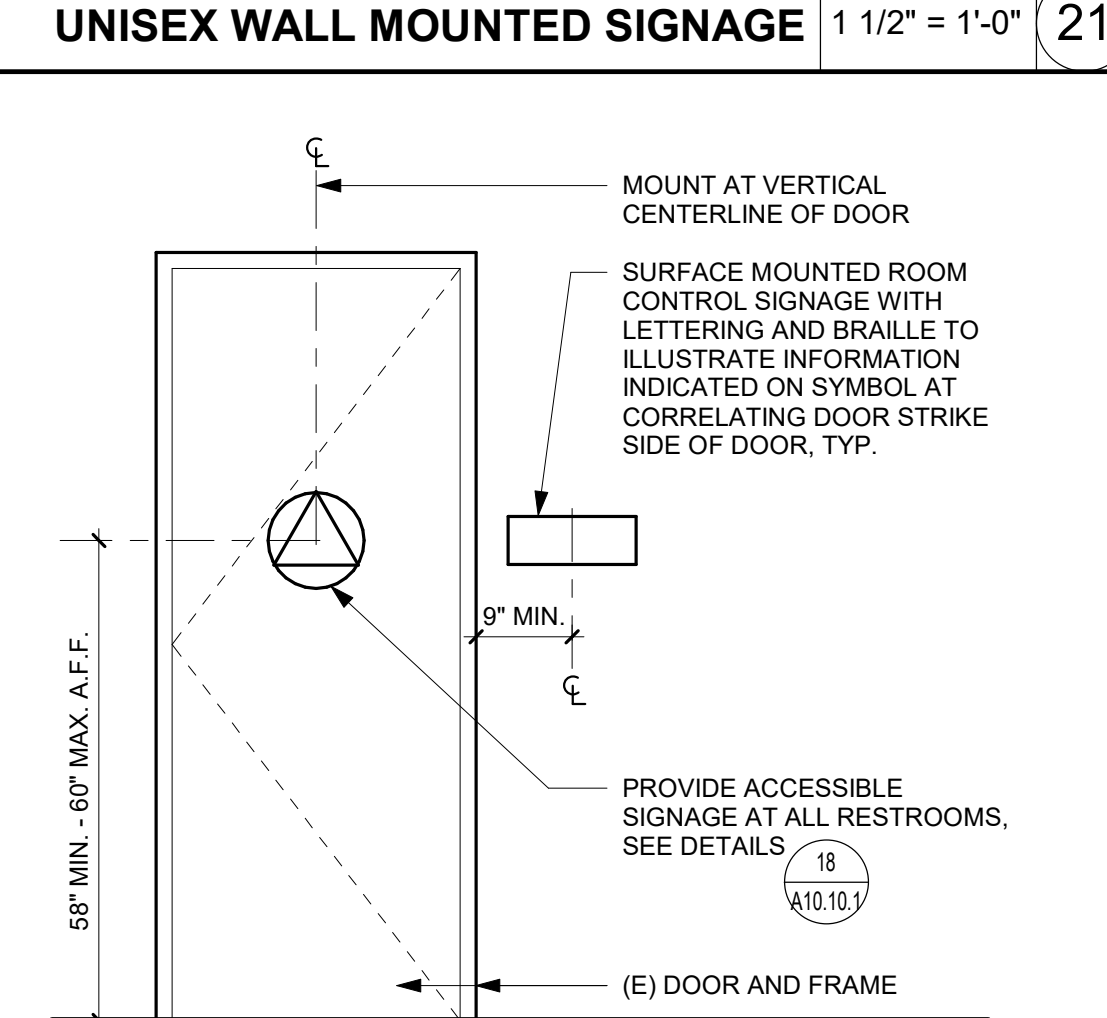 UNISEX WALL MOUNTED SIGNAGE
1 1/2" = 1'-0"
21
℄
MOUNT AT VERTICAL
CENTERLINE OF DOOR
SURFACE MOUNTED ROOM
CONTROL SIGNAGE WITH
LETTERING AND BRAILLE TO
ILLUSTRATE INFORMATION
INDICATED ON SYMBOL AT
CORRELATING DOOR STRIKE
SIDE OF DOOR, TYP.
9" MIN.
℄
58" MIN. - 60" MAX. A.F.F.
PROVIDE ACCESSIBLE
SIGNAGE AT ALL RESTROOMS,
SEE DETAILS
18
A10.10.1
(E) DOOR AND FRAME